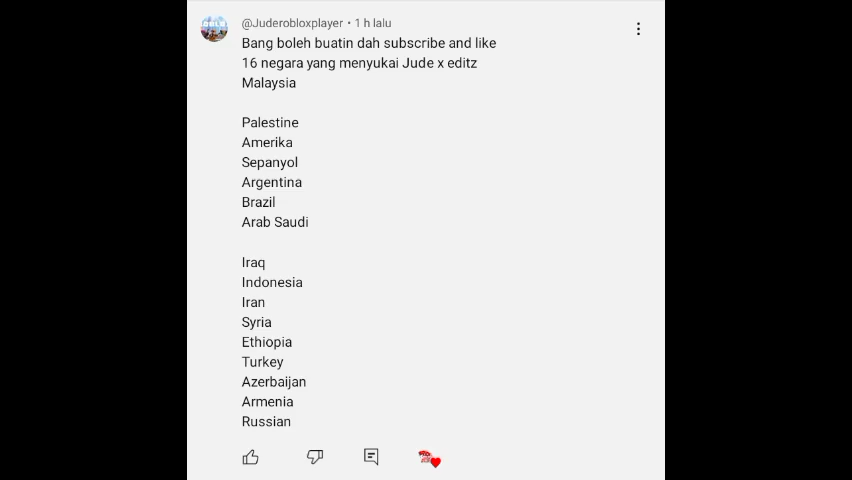 @Juderobloxplayer • 1 h lalu
Bang boleh buatin dah subscribe and like
16 negara yang menyukai Jude x editz
Malaysia
Palestine
Amerika
Sepanyol
Argentina
Brazil
Arab Saudi
Iraq
Indonesia
Iran
Syria
Ethiopia
Turkey
Azerbaijan
Armenia
Russian